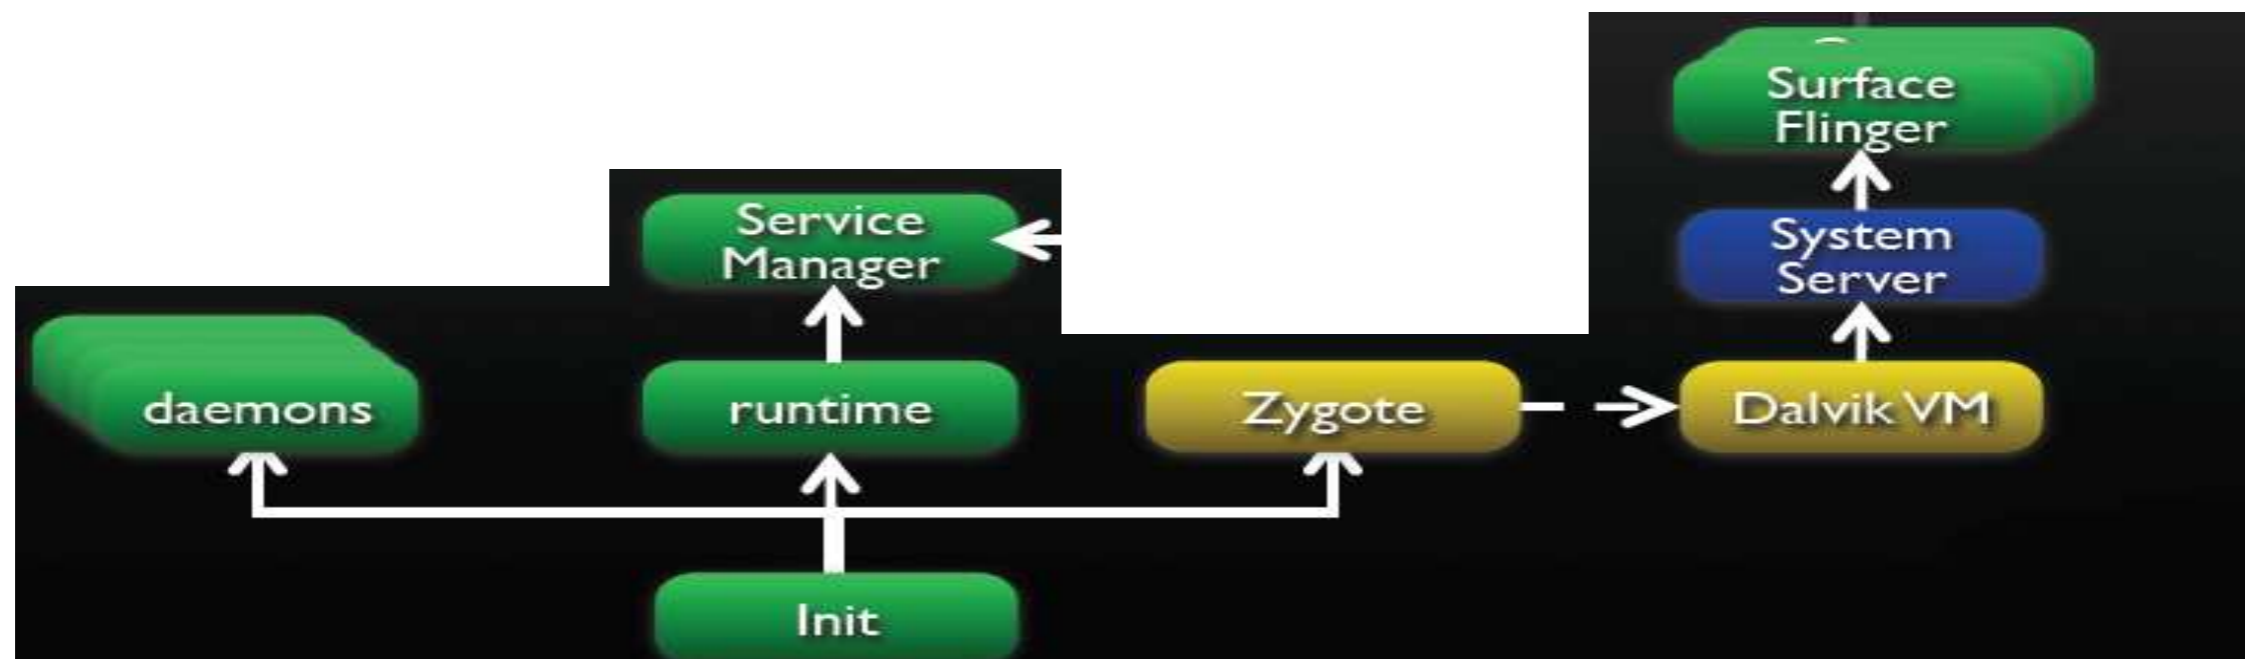 Surface
Flinger
Service
Manager
System
Server
daemons
runtime
Zygote
Dalvik VM
Init